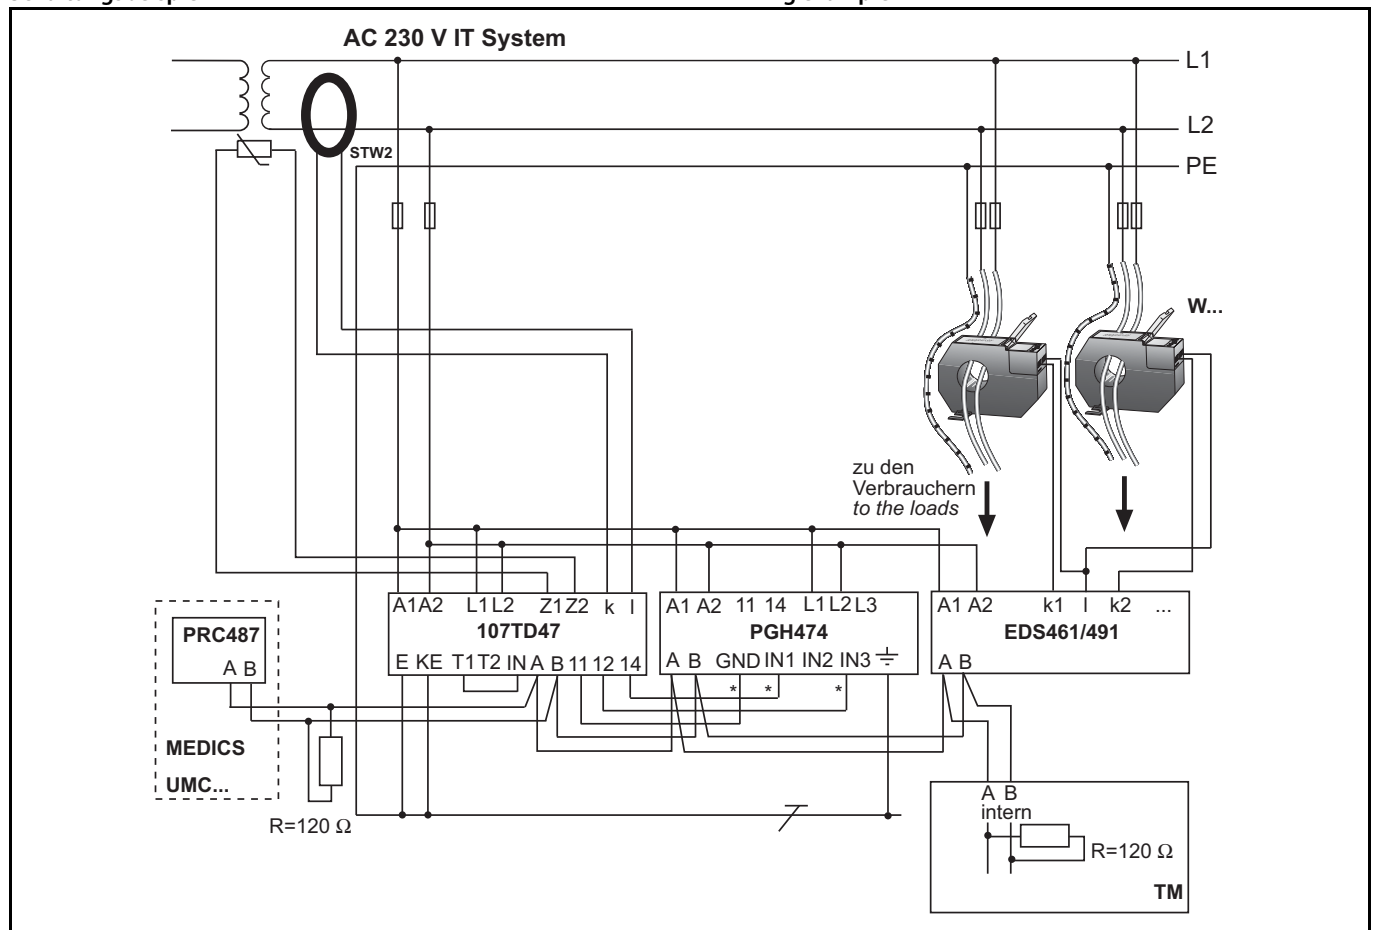 AC 230 V IT System
L1
L2
STW2
PE
W...
zu den
Verbrauchern
to the loads
A1 A2 L1 L2 Z1 Z2 k l
107TD47
E KE T1 T2 IN A B 11 12 14
A1 A2 11 14 L1 L2 L3
PGH474
A B GND IN1 IN2 IN3
* * *
A1 A2 k1 l k2 ...
EDS461/491
A B
PRC487
A B
MEDICS
UMC...
R=120 Ω
A B
intern
R=120 Ω
TM